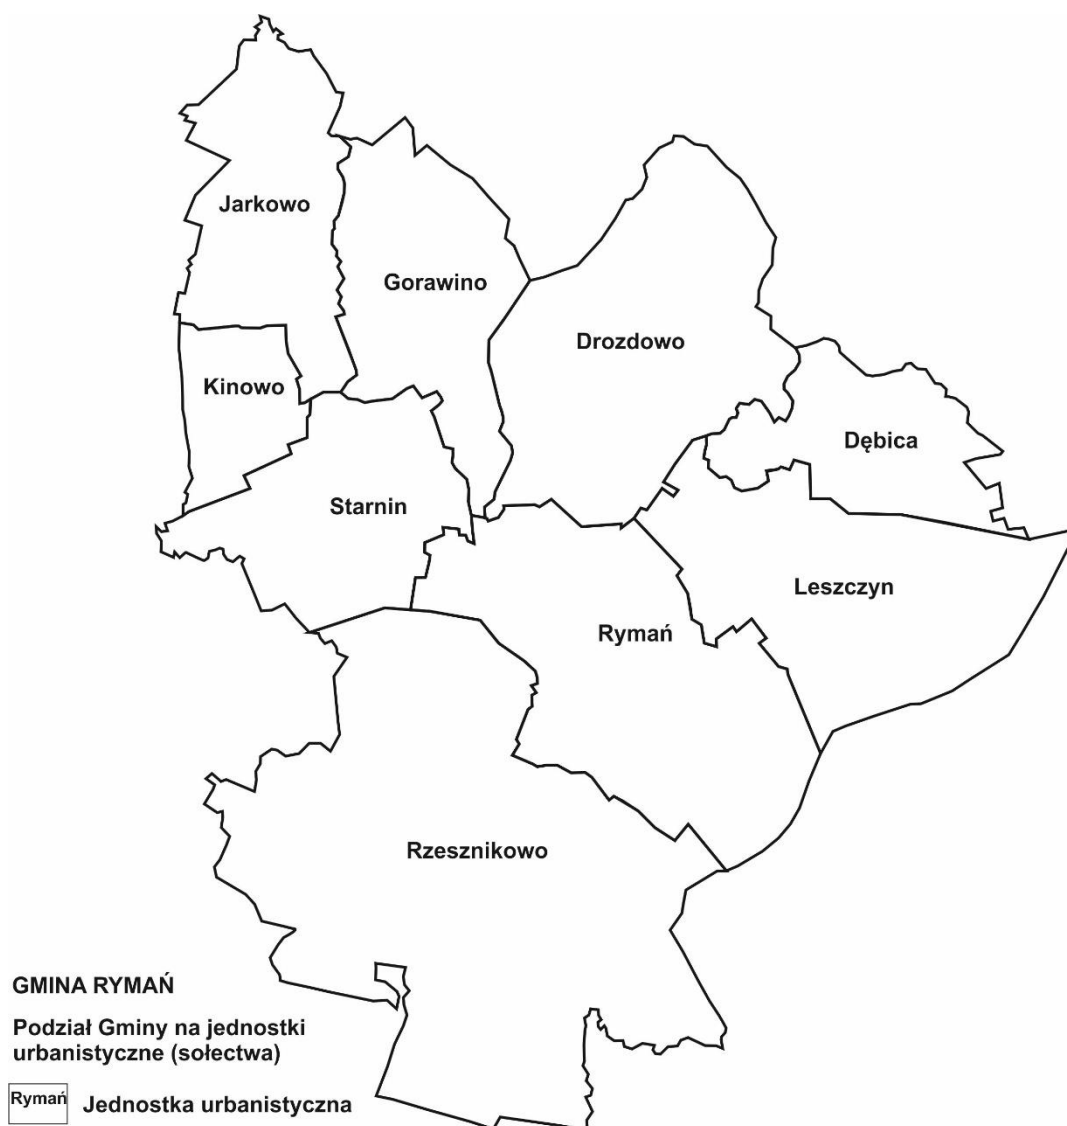 Jarkowo
Gorawino
Drozdowo
Kinowo
Dębica
Starnin
Leszczyn
Rymań
Rzesznikowo
GMINA RYMAŃ
Podział Gminy na jednostki
urbanistyczne (sołectwa)
Rymań
Jednostka urbanistyczna